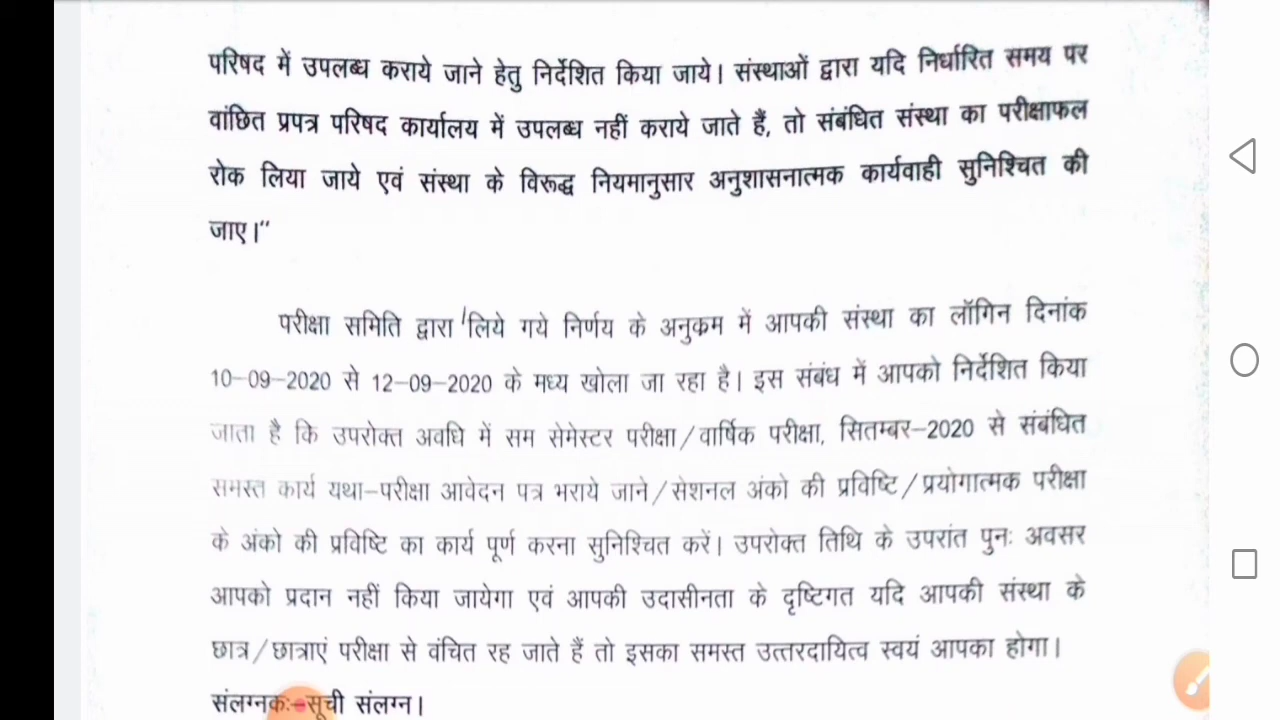 परिषद में उपलब्ध कराये जाने हेतु निर्देशित किया जाये। संस्थाओं द्वारा यदि निर्धारित समय पर
वांछित प्रपत्र परिषद कार्यालय में उपलब्ध नहीं कराये जाते हैं, तो संबंधित संस्था का परीक्षाफल
रोक लिया जाये एवं संस्था के विरूद्ध नियमानुसार अनुशासनात्मक कार्यवाही सुनिश्चित की
जाए।"
परीक्षा समिति द्वारा लिये गये निर्णय के अनुक्रम में आपकी संस्था का लॉगिन दिनांक
10-09-2020 से 12-09-2020 के मध्य खोला जा रहा है। इस संबंध में आपको निर्देशित किया
जाता है कि उपरोक्त अवधि में सम सेमेस्टर परीक्षा/वार्षिक परीक्षा, सितम्बर-2020 से संबंधित
समस्त कार्य यथा-परीक्षा आवेदन पत्र भराये जाने/सेशनल अंको की प्रविष्टि/प्रयोगात्मक परीक्षा
के अंको की प्रविष्टि का कार्य पूर्ण करना सुनिश्चित करें। उपरोक्त तिथि के उपरांत पुनः अवसर
आपको प्रदान नहीं किया जायेगा एवं आपकी उदासीनता के दृष्टिगत यदि आपकी संस्था के
छात्र/छात्राएं परीक्षा से वंचित रह जाते हैं तो इसका समस्त उत्तरदायित्व स्वयं आपका होगा।
संलग्नकः-सूची संलग्न।